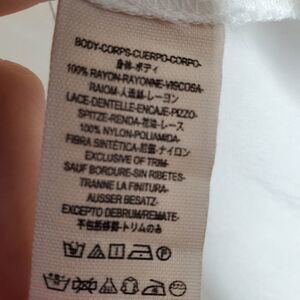 BODY-CORPS-CUERPO-CORPO-
身体-ボディ
100% RAYON-RAYONNE-VISCOSA-
RAIOM-人造絲-レーヨン
LACE-DENTELLE-ENCAJE-PIZZO-
SPITZE-RENDA-花边-レース
100% NYLON-POLIAMIDA-
FIBRA SINTÉTICA-尼龍-ナイロン
EXCLUSIVE OF TRIM-
SAUF BORDURE-SIN RIBETES-
TRANNE LA FINITURA-
AUSSER BESATZ-
EXCEPTO DEBRUM/REMATE-
不包括修飾-トリムのみ